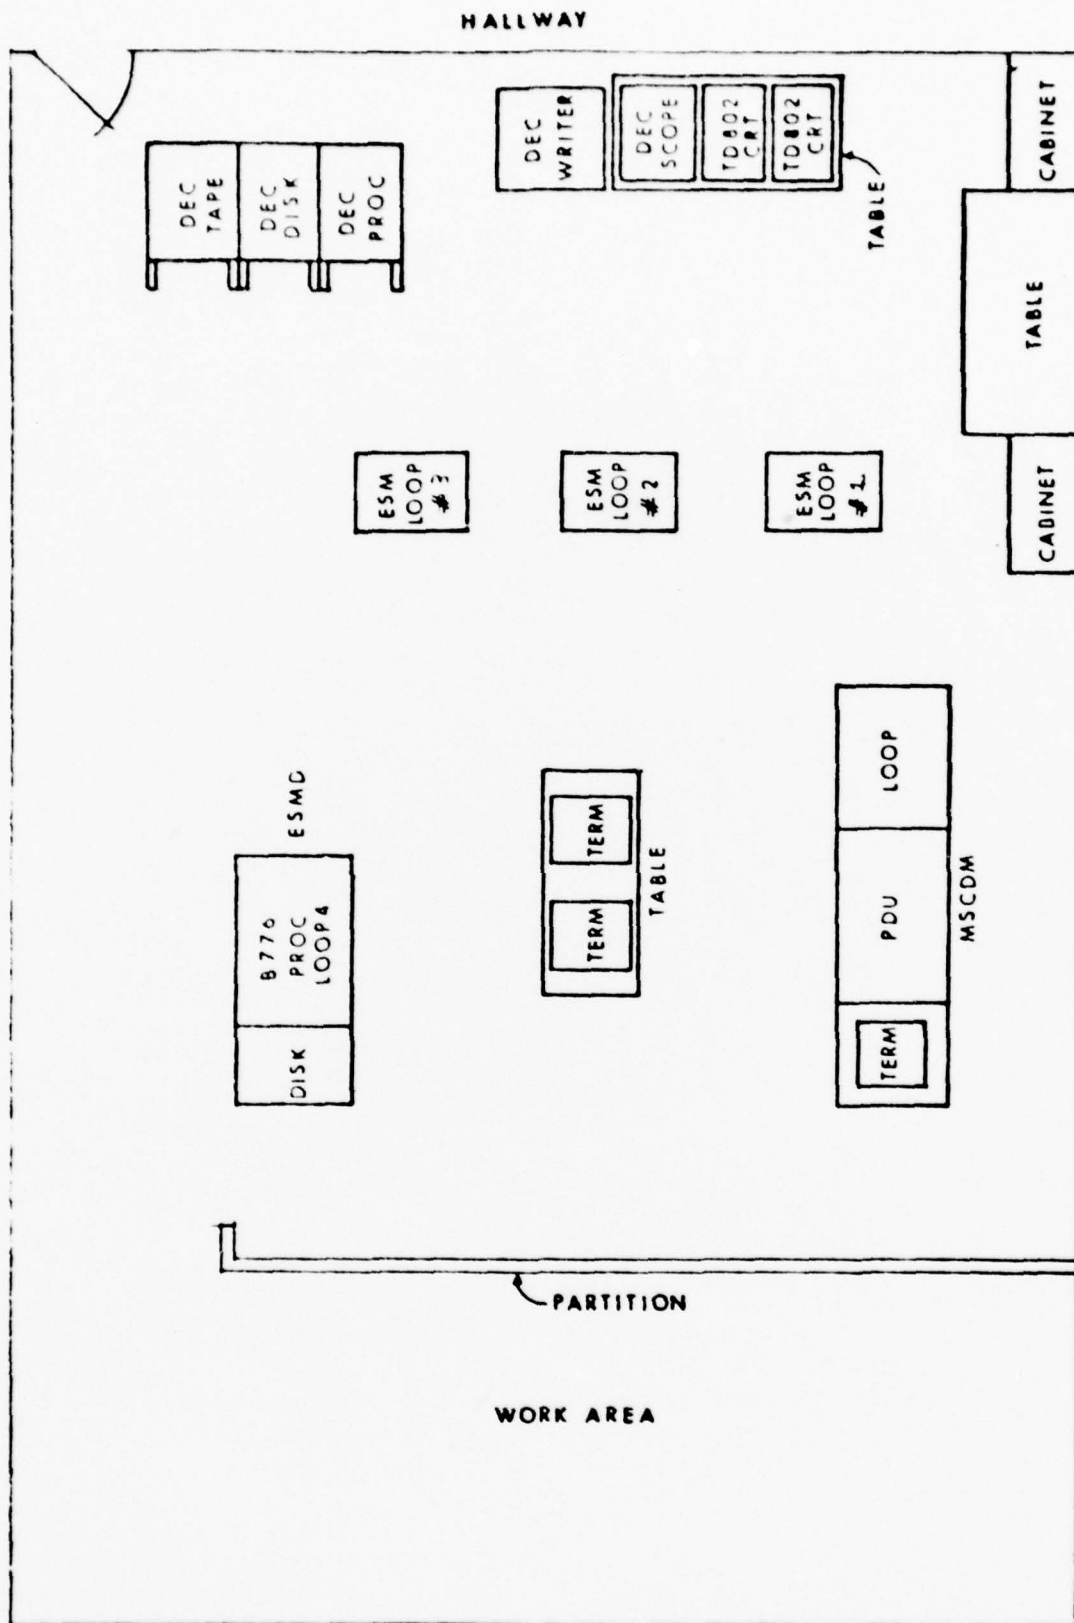 HALLWAY
DEC
TAPE
DEC
DISK
DEC
PROC
DEC
WRITER
DEC
SCOPE
TD802
CRT
TD802
CRT
TABLE
CABINET
TABLE
CABINET
ESM
LOOP
#3
ESM
LOOP
#2
ESM
LOOP
#1
ESMD
B776
PROC
LOOP4
DISK
TERM
TERM
TABLE
LOOP
PDU
TERM
MSCDM
PARTITION
WORK AREA